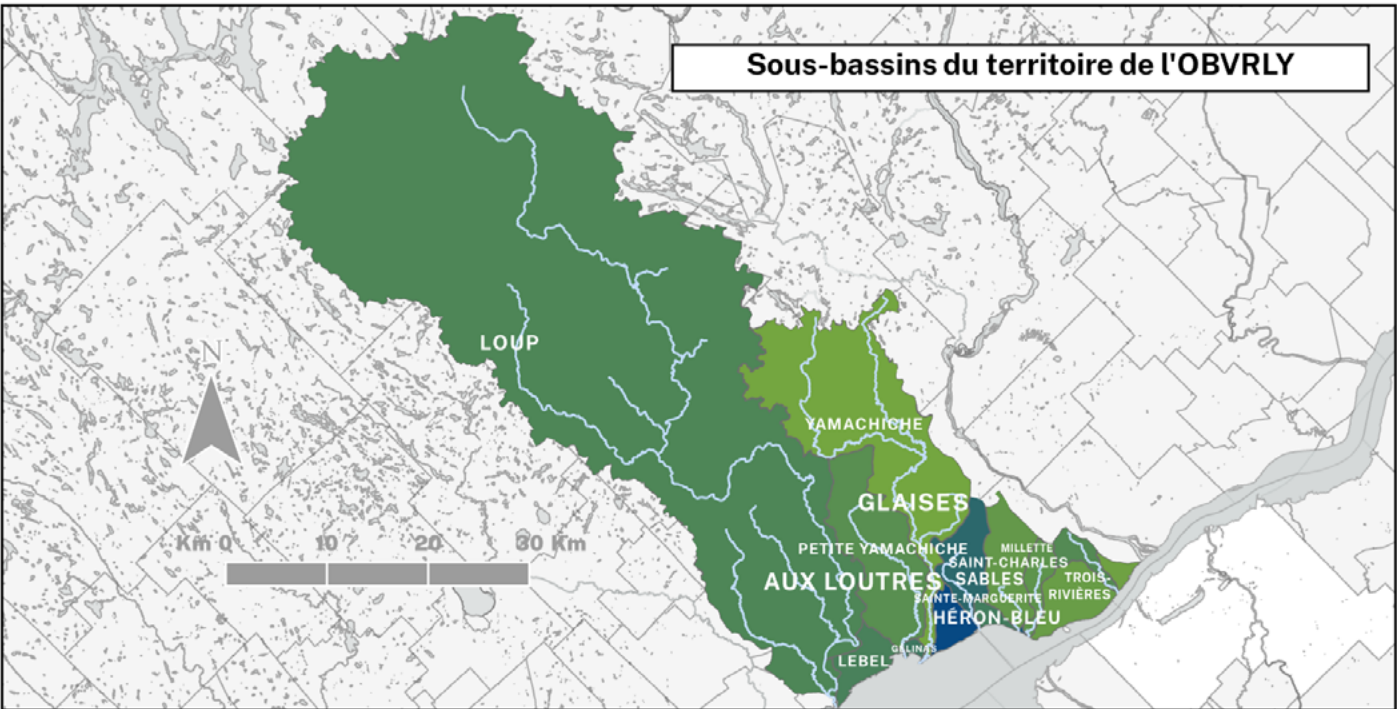 Sous-bassins du territoire de l'OBVRLY
LOUP
N
YAMACHICHE
GLAISES
Km 0 10 20 30 Km
PETITE YAMACHICHE
MILLETTE
SAINT-CHARLES
AUX LOUTRES
SABLES
TROIS-
RIVIÈRES
SAINTE-MARGUERITE
HÉRON-BLEU
GÉLINAS
LEBEL